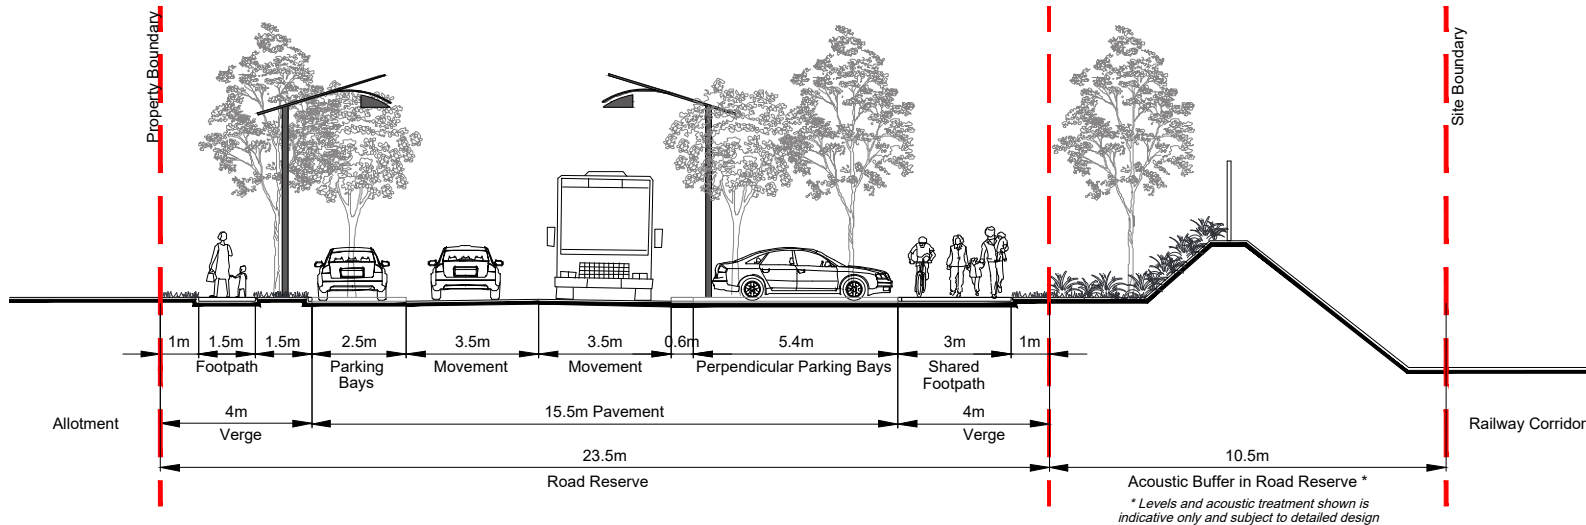 Property Boundary
Site Boundary
1m 1.5m 1.5m 2.5m 3.5m 3.5m 0.6m 5.4m 3m 1m
Footpath Parking Movement Movement Perpendicular Parking Bays Shared
Bays Footpath
Allotment 4m 15.5m Pavement 4m Railway Corridor
Verge Verge
23.5m 10.5m
Road Reserve Acoustic Buffer in Road Reserve *
* Levels and acoustic treatment shown is
indicative only and subject to detailed design